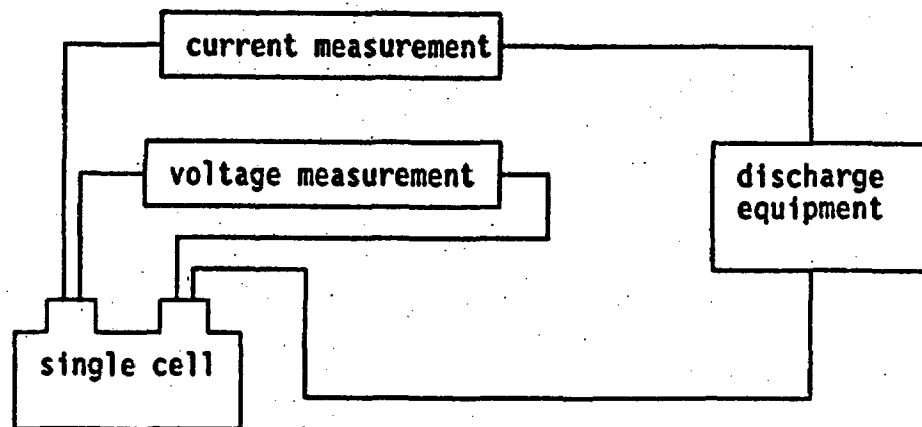 current measurement
voltage measurement
discharge
equipment
single cell